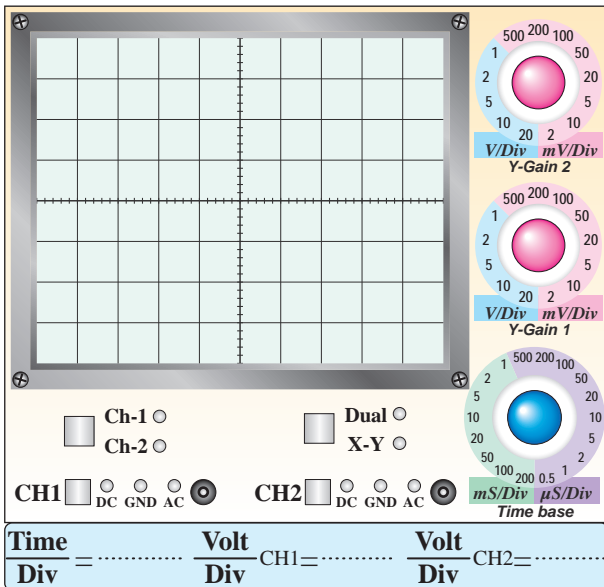 500 200 100
1 50
2 20
5 10
10 20 2
V/Div mV/Div
Y-Gain 2
500 200 100
1 50
2 20
5 10
10 20 2
V/Div mV/Div
Y-Gain 1
1 500 200 100
2 50
5 20
10 10
20 5
50 2
100 200 0.5 1
mS/Div µS/Div
Time base
Ch-1
Ch-2
Dual
X-Y
CH1 DC GND AC
CH2 DC GND AC
Time/Div = ............ Volt/Div CH1= ............ Volt/Div CH2= ............